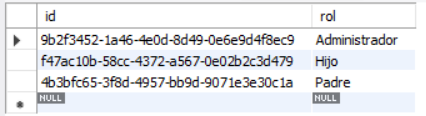 id rol
9b2f3452-1a46-4e0d-8d49-0e6e9d4f8ec9 Administrador
f47ac10b-58cc-4372-a567-0e02b2c3d479 Hijo
4b3bfc65-3f8d-4957-bb9d-9071e3e30c1a Padre
NULL NULL